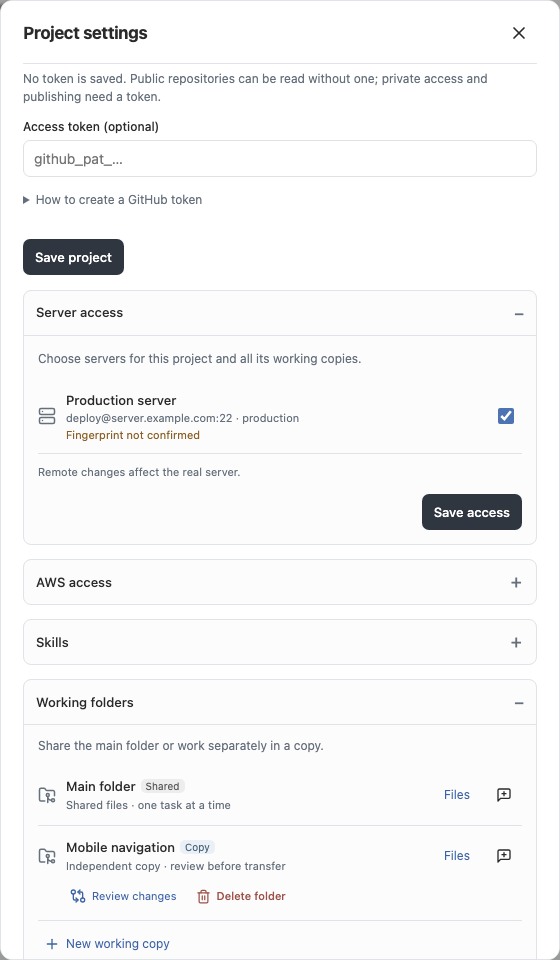 Project settings
No token is saved. Public repositories can be read without one; private access and
publishing need a token.
Access token (optional)
github_pat_...
How to create a GitHub token
Save project
Server access
Choose servers for this project and all its working copies.
Production server
deploy@server.example.com:22 · production
Fingerprint not confirmed
Remote changes affect the real server.
Save access
AWS access
Skills
Working folders
Share the main folder or work separately in a copy.
Main folder Shared
Shared files · one task at a time
Files
Mobile navigation Copy
Independent copy · review before transfer
Files
Review changes Delete folder
New working copy